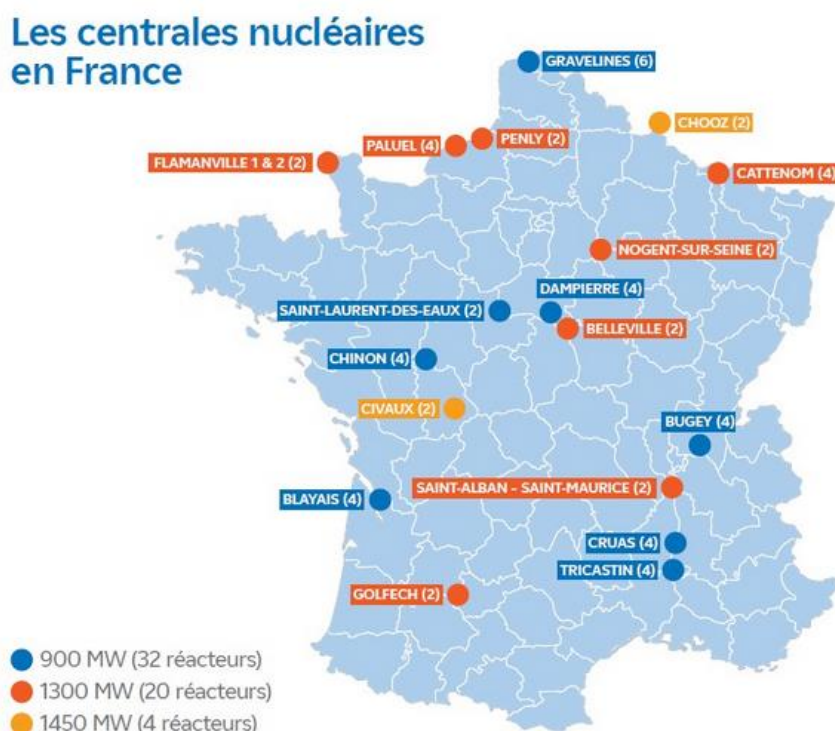 Les centrales nucléaires
en France
GRAVELINES (6)
CHOOZ (2)
PENLY (2)
PALUEL (4)
FLAMANVILLE 1 & 2 (2)
CATTENOM (4)
NOGENT-SUR-SEINE (2)
DAMPIERRE (4)
SAINT-LAURENT-DES-EAUX (2)
BELLEVILLE (2)
CHINON (4)
CIVAUX (2)
BUGEY (4)
SAINT-ALBAN – SAINT-MAURICE (2)
BLAYAIS (4)
CRUAS (4)
TRICASTIN (4)
GOLFECH (2)
900 MW (32 réacteurs)
1300 MW (20 réacteurs)
1450 MW (4 réacteurs)